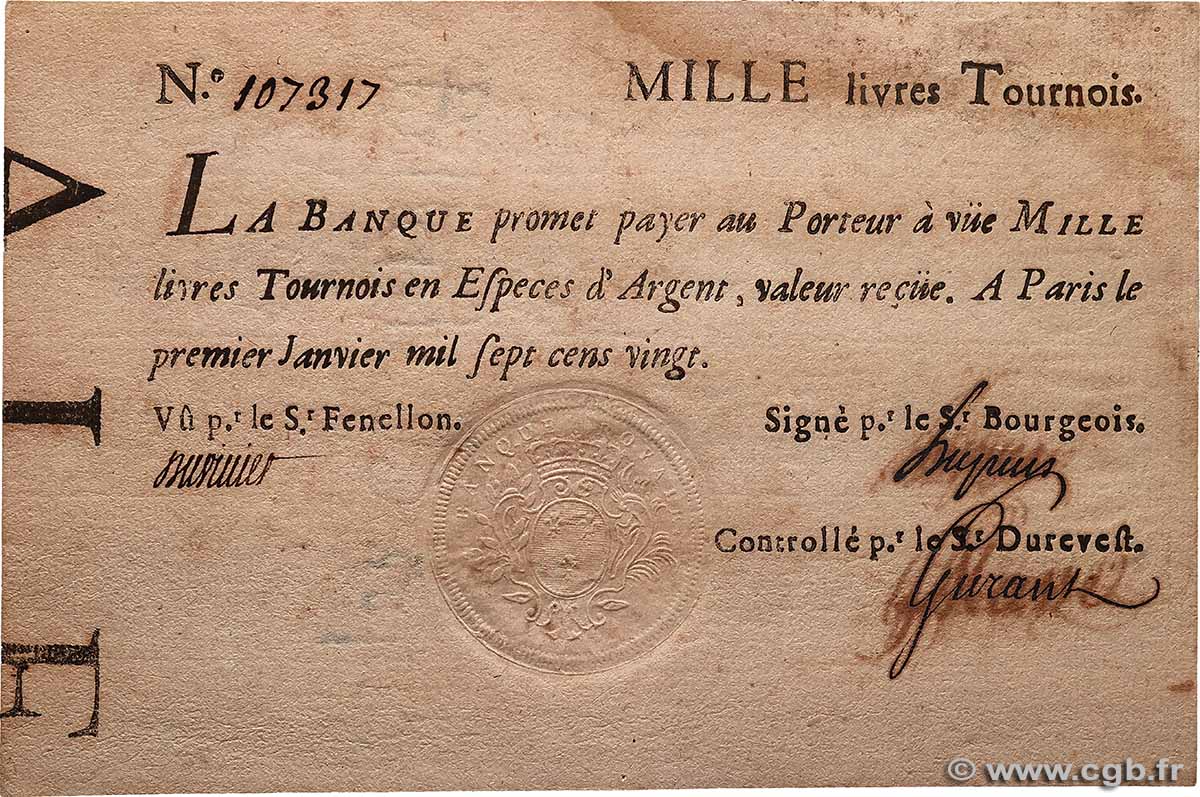 N.º 107317 MILLE livres Tournois.
LA BANQUE promet payer au Porteur à vüe MILLE
livres Tournois en Eſpeces d'Argent, valeur reçüe. A Paris le
premier Janvier mil ſept cens vingt.
Vû p.r le S.r Fenellon. Signé p.r le S.r Bourgeois.
Controllé p.r le S.r Dureveſt.
Gurant
BANQUE ROYALE
© www.cgb.fr